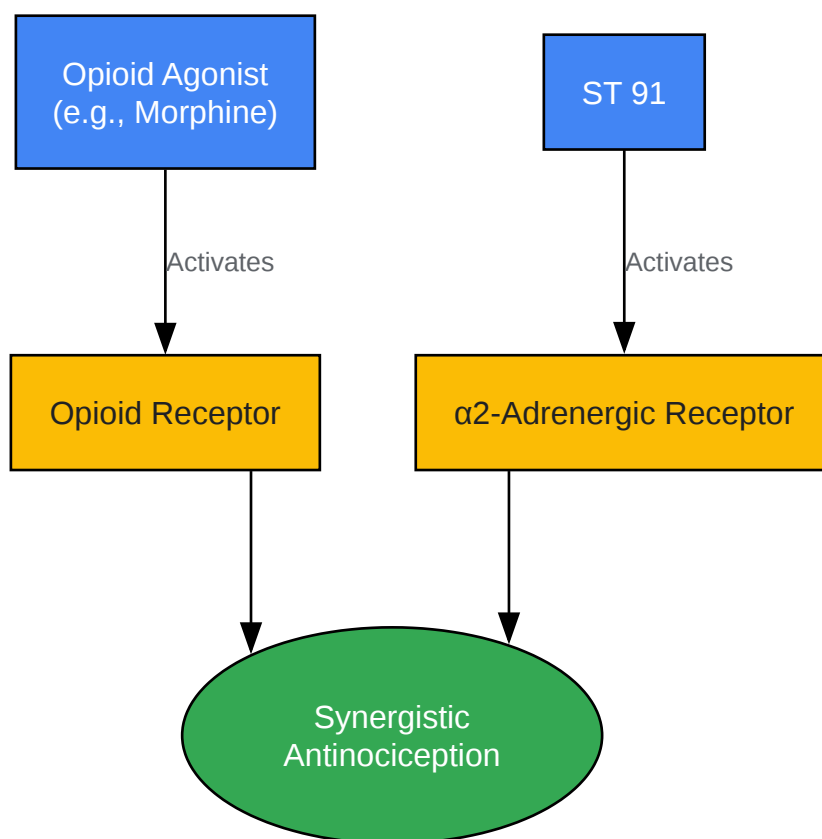 Opioid Agonist
(e.g., Morphine)
ST 91
Activates
Activates
Opioid Receptor
α2-Adrenergic Receptor
Synergistic
Antinociception